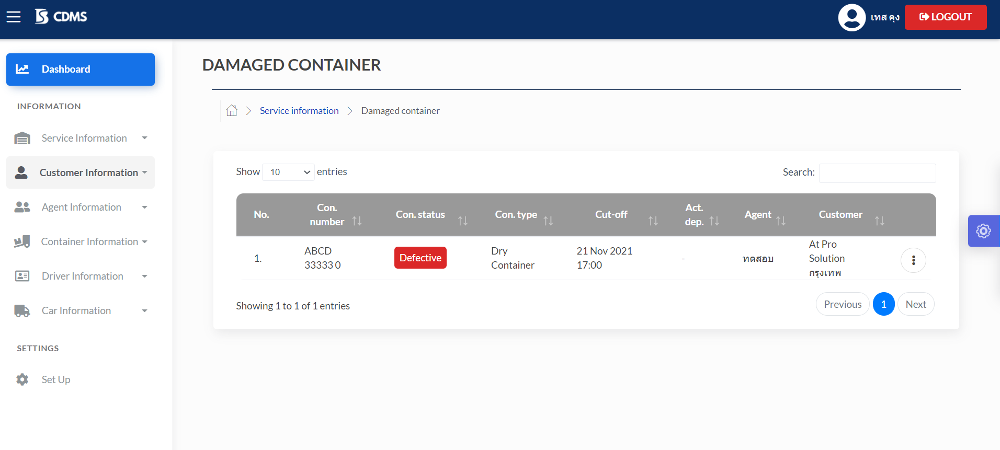 CDMS
เทส คุง
LOGOUT
Dashboard
INFORMATION
Service Information
Customer Information
Agent Information
Container Information
Driver Information
Car Information
SETTINGS
Set Up
DAMAGED CONTAINER
Service information
Damaged container
Show 10 entries
Search:
No.
Con.
number
Con. status
Con. type
Cut-off
Act.
dep.
Agent
Customer
1.
ABCD
33333 0
Defective
Dry
Container
21 Nov 2021
17:00
-
ทดสอบ
At Pro
Solution
กรุงเทพ
Showing 1 to 1 of 1 entries
Previous
1
Next